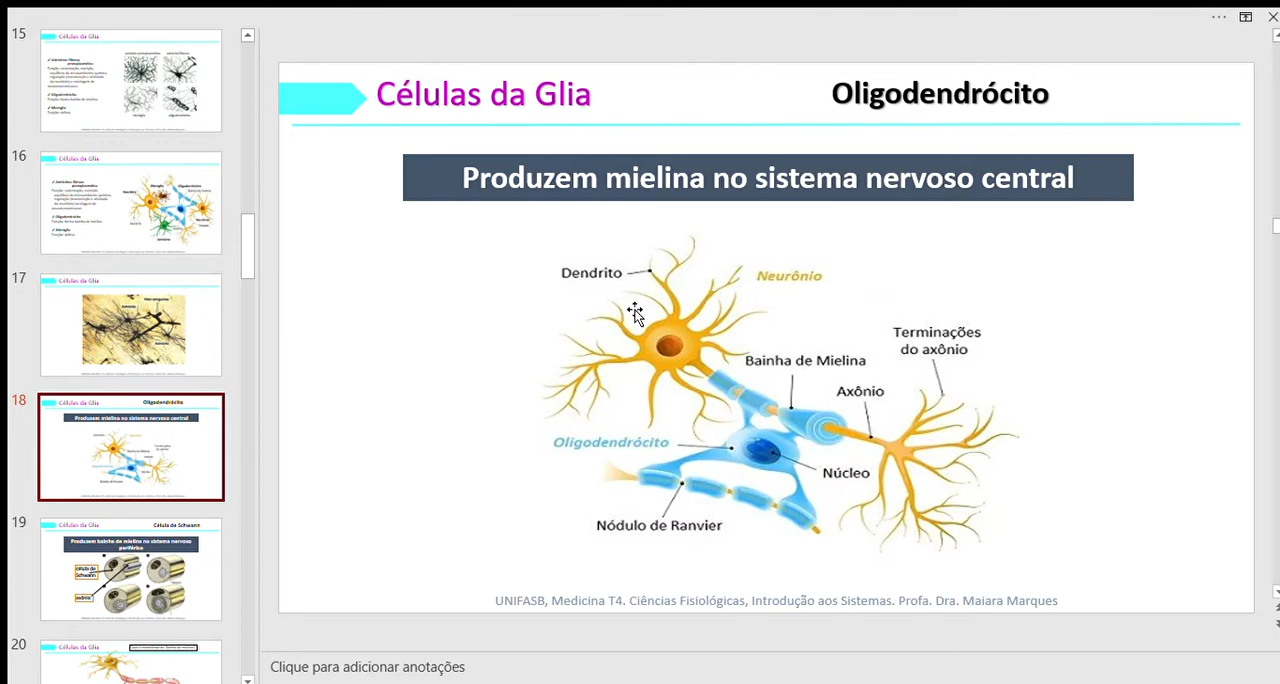 15
Células da Glia
16
Células da Glia
17
Células da Glia
18
Células da Glia
Oligodendrócito
Produzem mielina no sistema nervoso central
19
Células da Glia
Célula de Schwann
Produzem bainha de mielina no sistema nervoso
periférico
célula de
Schwann
axônio
20
Células da Glia
Células da Glia
Oligodendrócito
Produzem mielina no sistema nervoso central
Dendrito
Neurônio
Terminações
do axônio
Bainha de Mielina
Axônio
Oligodendrócito
Núcleo
Nódulo de Ranvier
UNIFASB, Medicina T4. Ciências Fisiológicas, Introdução aos Sistemas. Profa. Dra. Maiara Marques
Clique para adicionar anotações